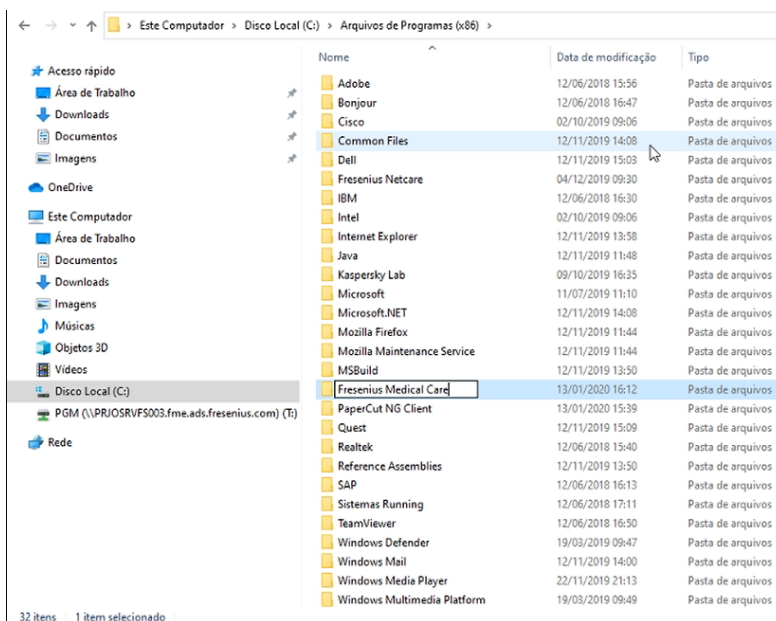 Este Computador > Disco Local (C:) > Arquivos de Programas (x86) >
Nome Data de modificação Tipo
Acesso rápido
Área de Trabalho
Downloads
Documentos
Imagens
OneDrive
Este Computador
Área de Trabalho
Documentos
Downloads
Imagens
Músicas
Objetos 3D
Vídeos
Disco Local (C:)
PGM (\\PRJOSRVFS003.fme.ads.fresenius.com) (T:)
Rede
Adobe 12/06/2018 15:56 Pasta de arquivos
Bonjour 12/06/2018 16:47 Pasta de arquivos
Cisco 02/10/2019 09:06 Pasta de arquivos
Common Files 12/11/2019 14:08 Pasta de arquivos
Dell 12/11/2019 15:03 Pasta de arquivos
Fresenius Netcare 04/12/2019 09:30 Pasta de arquivos
IBM 12/06/2018 16:30 Pasta de arquivos
Intel 02/10/2019 09:06 Pasta de arquivos
Internet Explorer 12/11/2019 13:58 Pasta de arquivos
Java 12/11/2019 11:48 Pasta de arquivos
Kaspersky Lab 09/10/2019 16:35 Pasta de arquivos
Microsoft 11/07/2019 11:10 Pasta de arquivos
Microsoft.NET 12/11/2019 14:08 Pasta de arquivos
Mozilla Firefox 12/11/2019 11:44 Pasta de arquivos
Mozilla Maintenance Service 12/11/2019 11:44 Pasta de arquivos
MSBuild 12/11/2019 13:50 Pasta de arquivos
Fresenius Medical Care 13/01/2020 16:12 Pasta de arquivos
PaperCut NG Client 13/01/2020 15:39 Pasta de arquivos
Quest 12/11/2019 15:09 Pasta de arquivos
Realtek 12/06/2018 15:40 Pasta de arquivos
Reference Assemblies 12/11/2019 13:50 Pasta de arquivos
SAP 12/06/2018 16:13 Pasta de arquivos
Sistemas Running 12/06/2018 17:11 Pasta de arquivos
TeamViewer 12/06/2018 16:50 Pasta de arquivos
Windows Defender 19/03/2019 09:47 Pasta de arquivos
Windows Mail 12/11/2019 14:00 Pasta de arquivos
Windows Media Player 22/11/2019 21:13 Pasta de arquivos
Windows Multimedia Platform 19/03/2019 09:49 Pasta de arquivos
32 itens 1 item selecionado